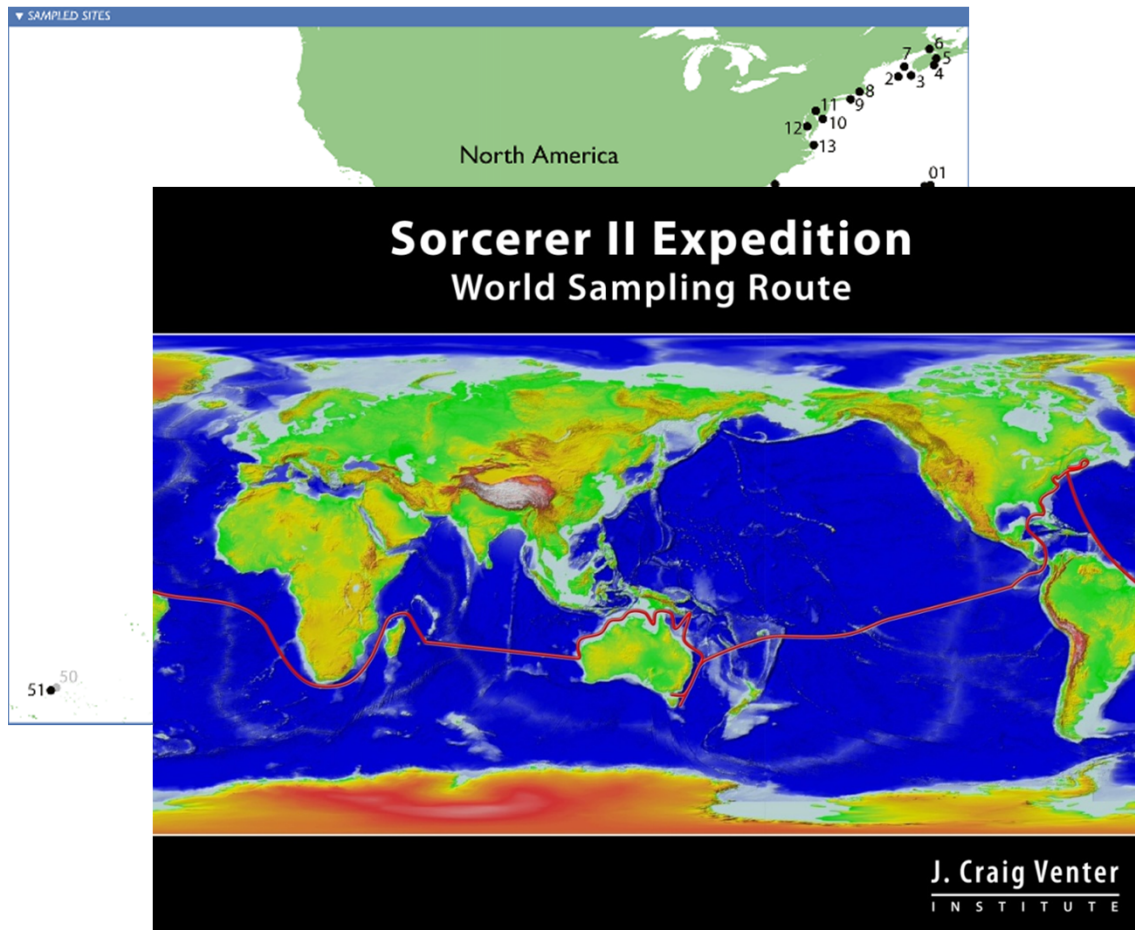 ▼ SAMPLED SITES
6
7
5
2
3
4
8
9
11
10
12
13
North America
01
Sorcerer II Expedition
World Sampling Route
50
51
J. Craig Venter
INSTITUTE